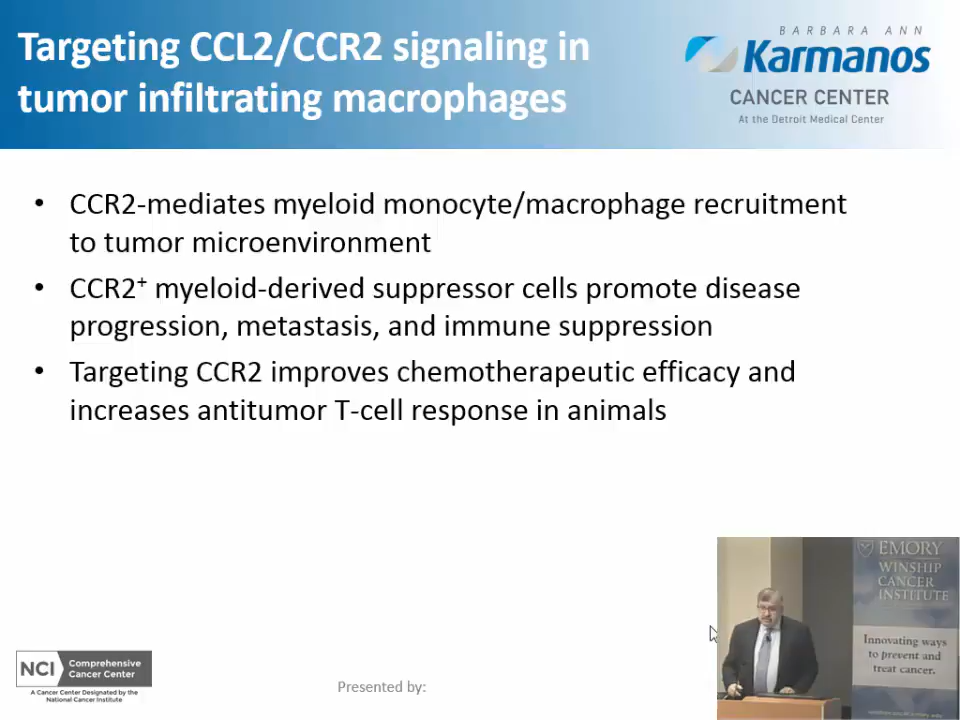 Targeting CCL2/CCR2 signaling in
tumor infiltrating macrophages
BARBARA ANN
Karmanos
CANCER CENTER
At the Detroit Medical Center
• CCR2-mediates myeloid monocyte/macrophage recruitment
to tumor microenvironment
• CCR2⁺ myeloid-derived suppressor cells promote disease
progression, metastasis, and immune suppression
• Targeting CCR2 improves chemotherapeutic efficacy and
increases antitumor T-cell response in animals
EMORY
WINSHIP
CANCER
INSTITUTE
Innovating ways
to prevent and
treat cancer.
NCI
Comprehensive
Cancer Center
A Cancer Center Designated by the
National Cancer Institute
Presented by: